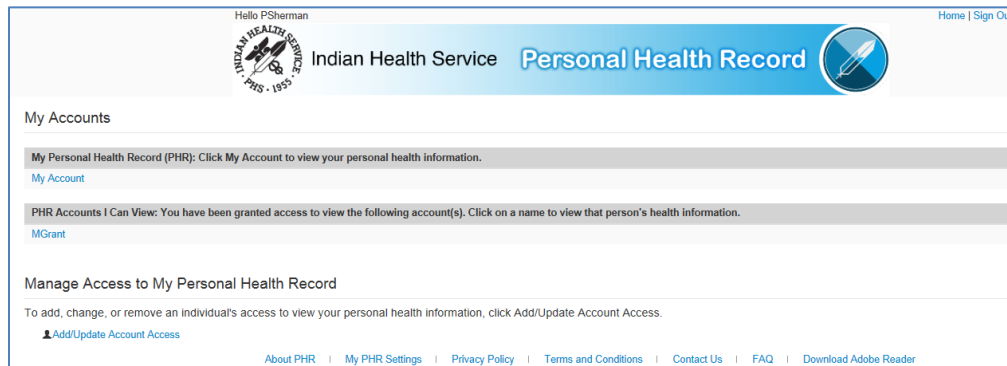 Hello PSherman
Home | Sign Ou
INDIAN HEALTH SERVICE
PHS - 1955
Indian Health Service Personal Health Record
My Accounts
My Personal Health Record (PHR): Click My Account to view your personal health information.
My Account
PHR Accounts I Can View: You have been granted access to view the following account(s). Click on a name to view that person's health information.
MGrant
Manage Access to My Personal Health Record
To add, change, or remove an individual's access to view your personal health information, click Add/Update Account Access.
Add/Update Account Access
About PHR | My PHR Settings | Privacy Policy | Terms and Conditions | Contact Us | FAQ | Download Adobe Reader